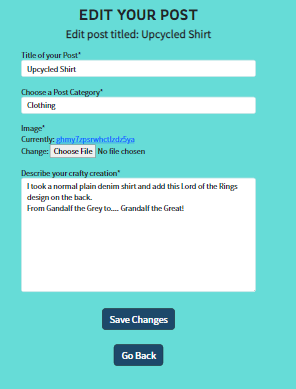 EDIT YOUR POST
Edit post titled: Upcycled Shirt
Title of your Post*
Upcycled Shirt
Choose a Post Category*
Clothing
Image*
Currently: ghmy7zpsrwhctlzdz5ya
Change: Choose File No file chosen
Describe your crafty creation*
I took a normal plain denim shirt and add this Lord of the Rings
design on the back.
From Gandalf the Grey to.... Grandalf the Great!
Save Changes
Go Back